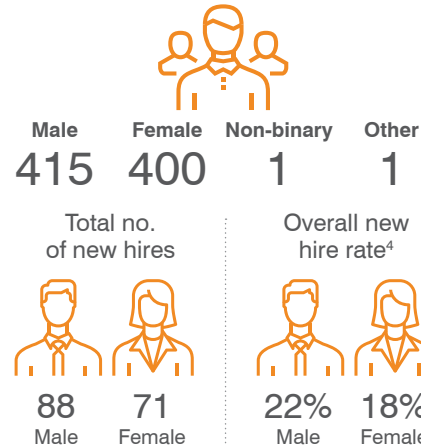 Male Female Non-binary Other
415 400 1 1
Total no. Overall new
of new hires hire rate⁴
88 71 22% 18%
Male Female Male Female